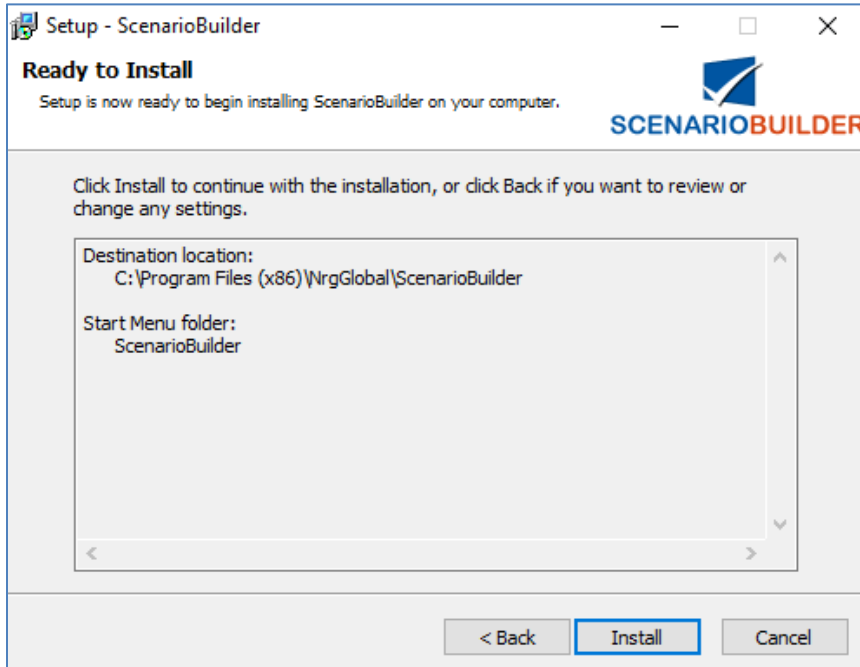 Setup - ScenarioBuilder
Ready to Install
Setup is now ready to begin installing ScenarioBuilder on your computer.
SCENARIOBUILDER
Click Install to continue with the installation, or click Back if you want to review or
change any settings.
Destination location:
C:\Program Files (x86)\NrgGlobal\ScenarioBuilder
Start Menu folder:
ScenarioBuilder
< Back Install Cancel